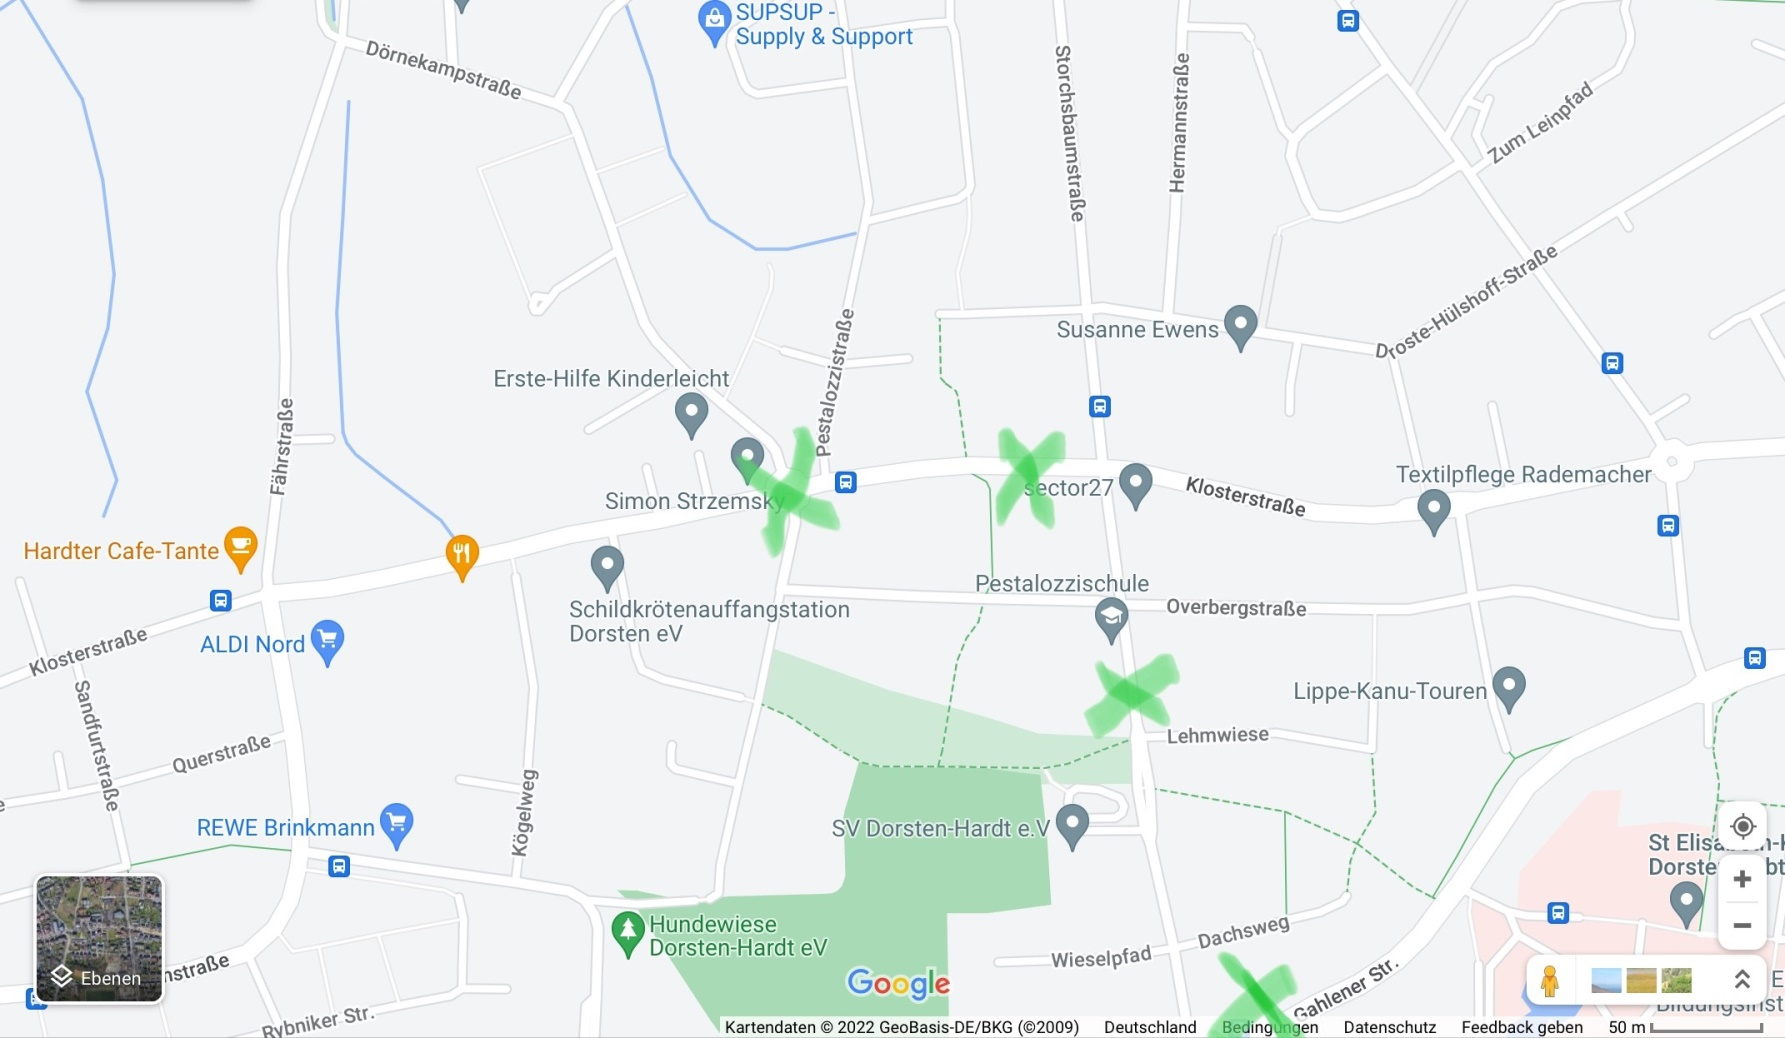 SUPSUP -
Supply & Support
Dörnekampstraße
Storchsbaumstraße
Hermannstraße
Zum Leinpfad
Droste-Hülshoff-Straße
Susanne Ewens
Pestalozzistraße
Erste-Hilfe Kinderleicht
Fährstraße
Simon Strzemsky
sector27
Klosterstraße
Textilpflege Rademacher
Hardter Cafe-Tante
Schildkrötenauffangstation
Dorsten eV
Pestalozzischule
Overbergstraße
Klosterstraße
ALDI Nord
Sandfurtstraße
Querstraße
Kögelweg
Lippe-Kanu-Touren
Lehmwiese
REWE Brinkmann
SV Dorsten-Hardt e.V
Hundewiese
Dorsten-Hardt eV
Wieselpfad
Dachsweg
Gahlener Str.
Ebenen
nstraße
Rybniker Str.
Google
Kartendaten © 2022 GeoBasis-DE/BKG (©2009) Deutschland Bedingungen Datenschutz Feedback geben 50 m